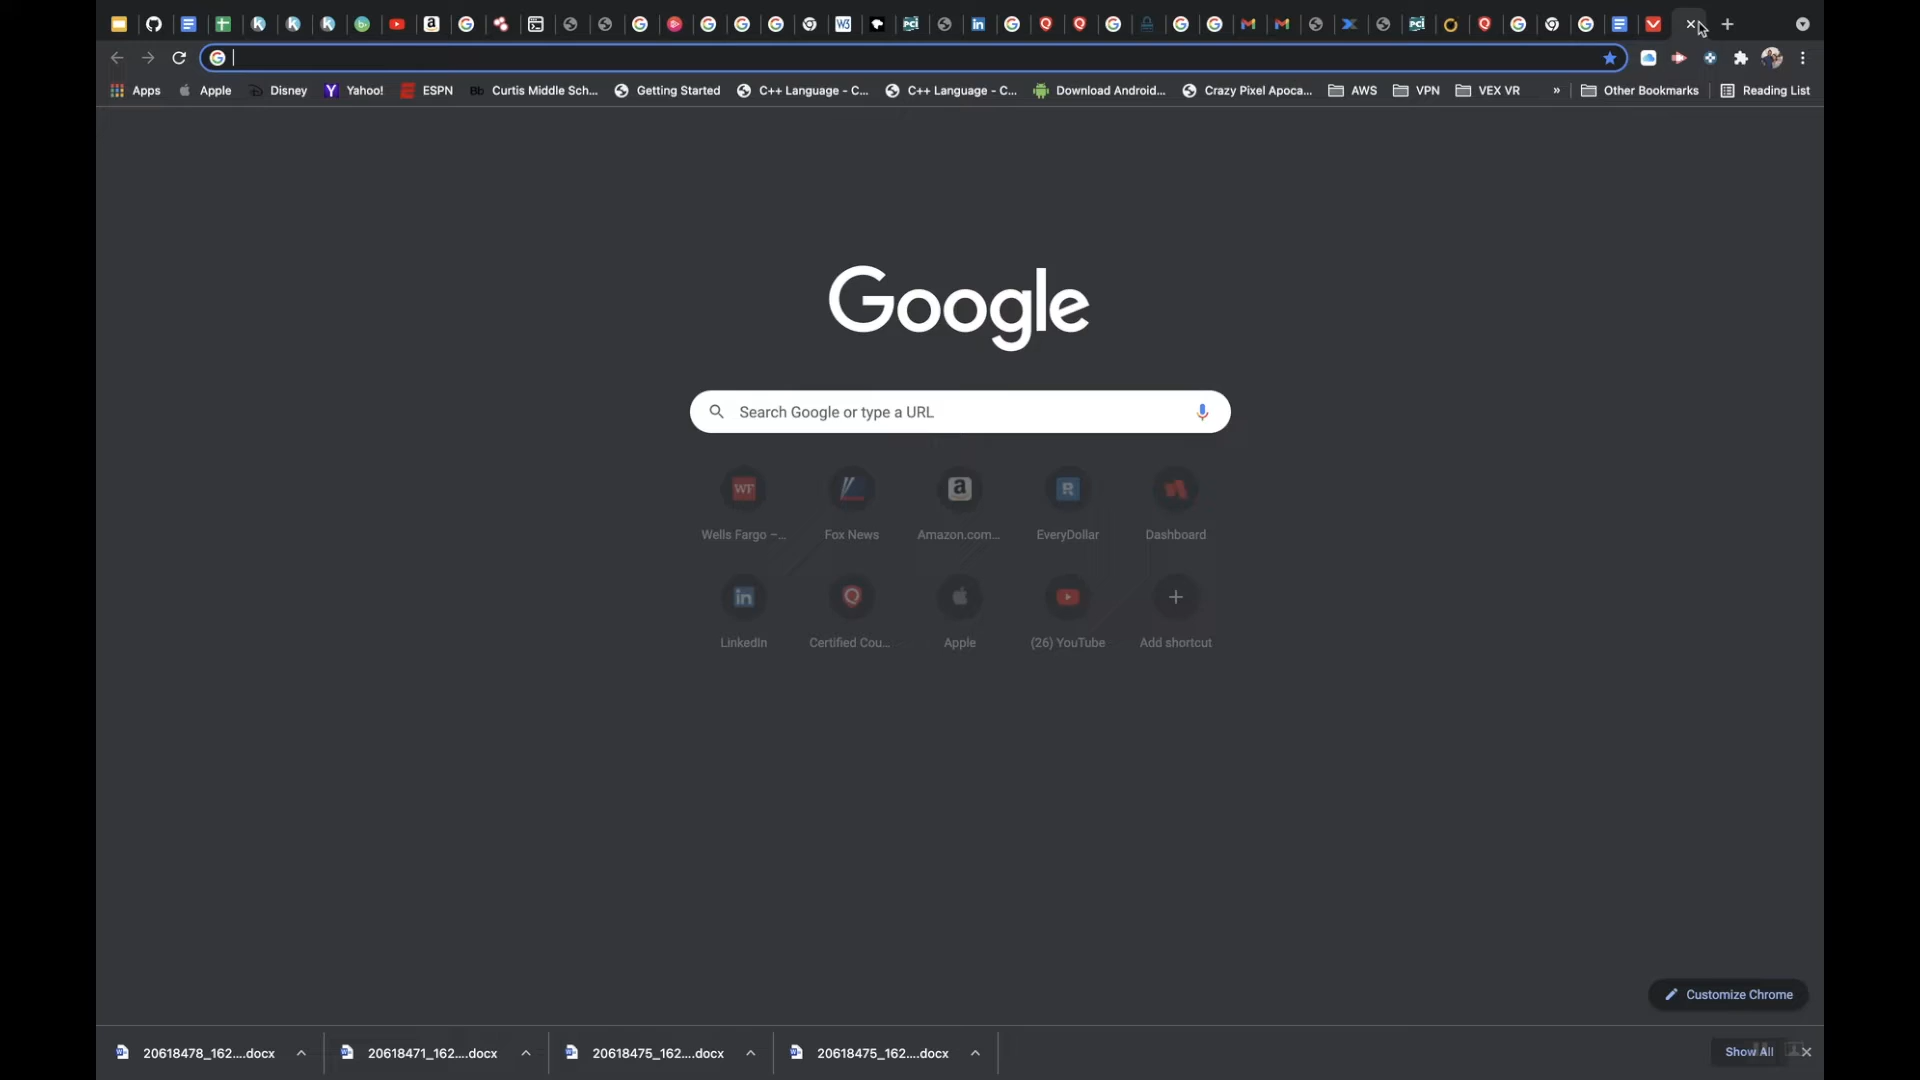 Apps Apple Disney Yahoo! ESPN Curtis Middle Sch... Getting Started C++ Language - C... C++ Language - C... Download Android... Crazy Pixel Apoca... AWS VPN VEX VR » Other Bookmarks Reading List
Google
Search Google or type a URL
WF a R
Wells Fargo –... Fox News Amazon.com... EveryDollar Dashboard
in
LinkedIn Certified Cou... Apple (26) YouTube Add shortcut
Customize Chrome
20618478_162....docx 20618471_162....docx 20618475_162....docx 20618475_162....docx Show All